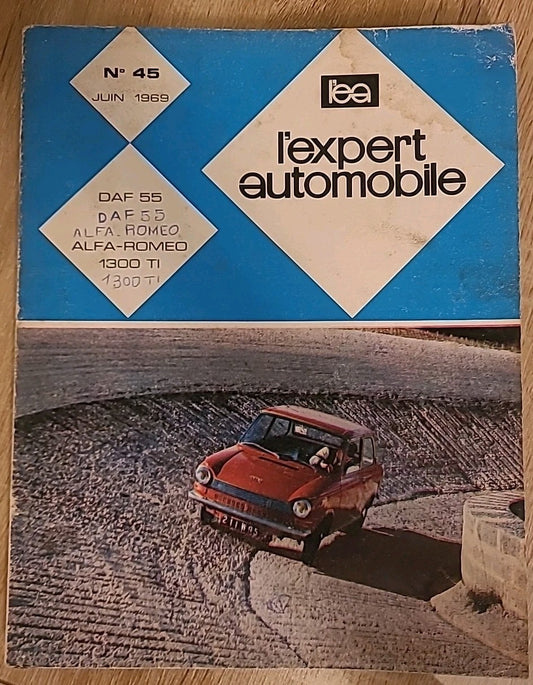 N° 45
JUIN 1969
l'ea
l'expert
automobile
DAF 55
DAF 55
ALFA. ROMEO
ALFA-ROMEO
1300 TI
1300 TI